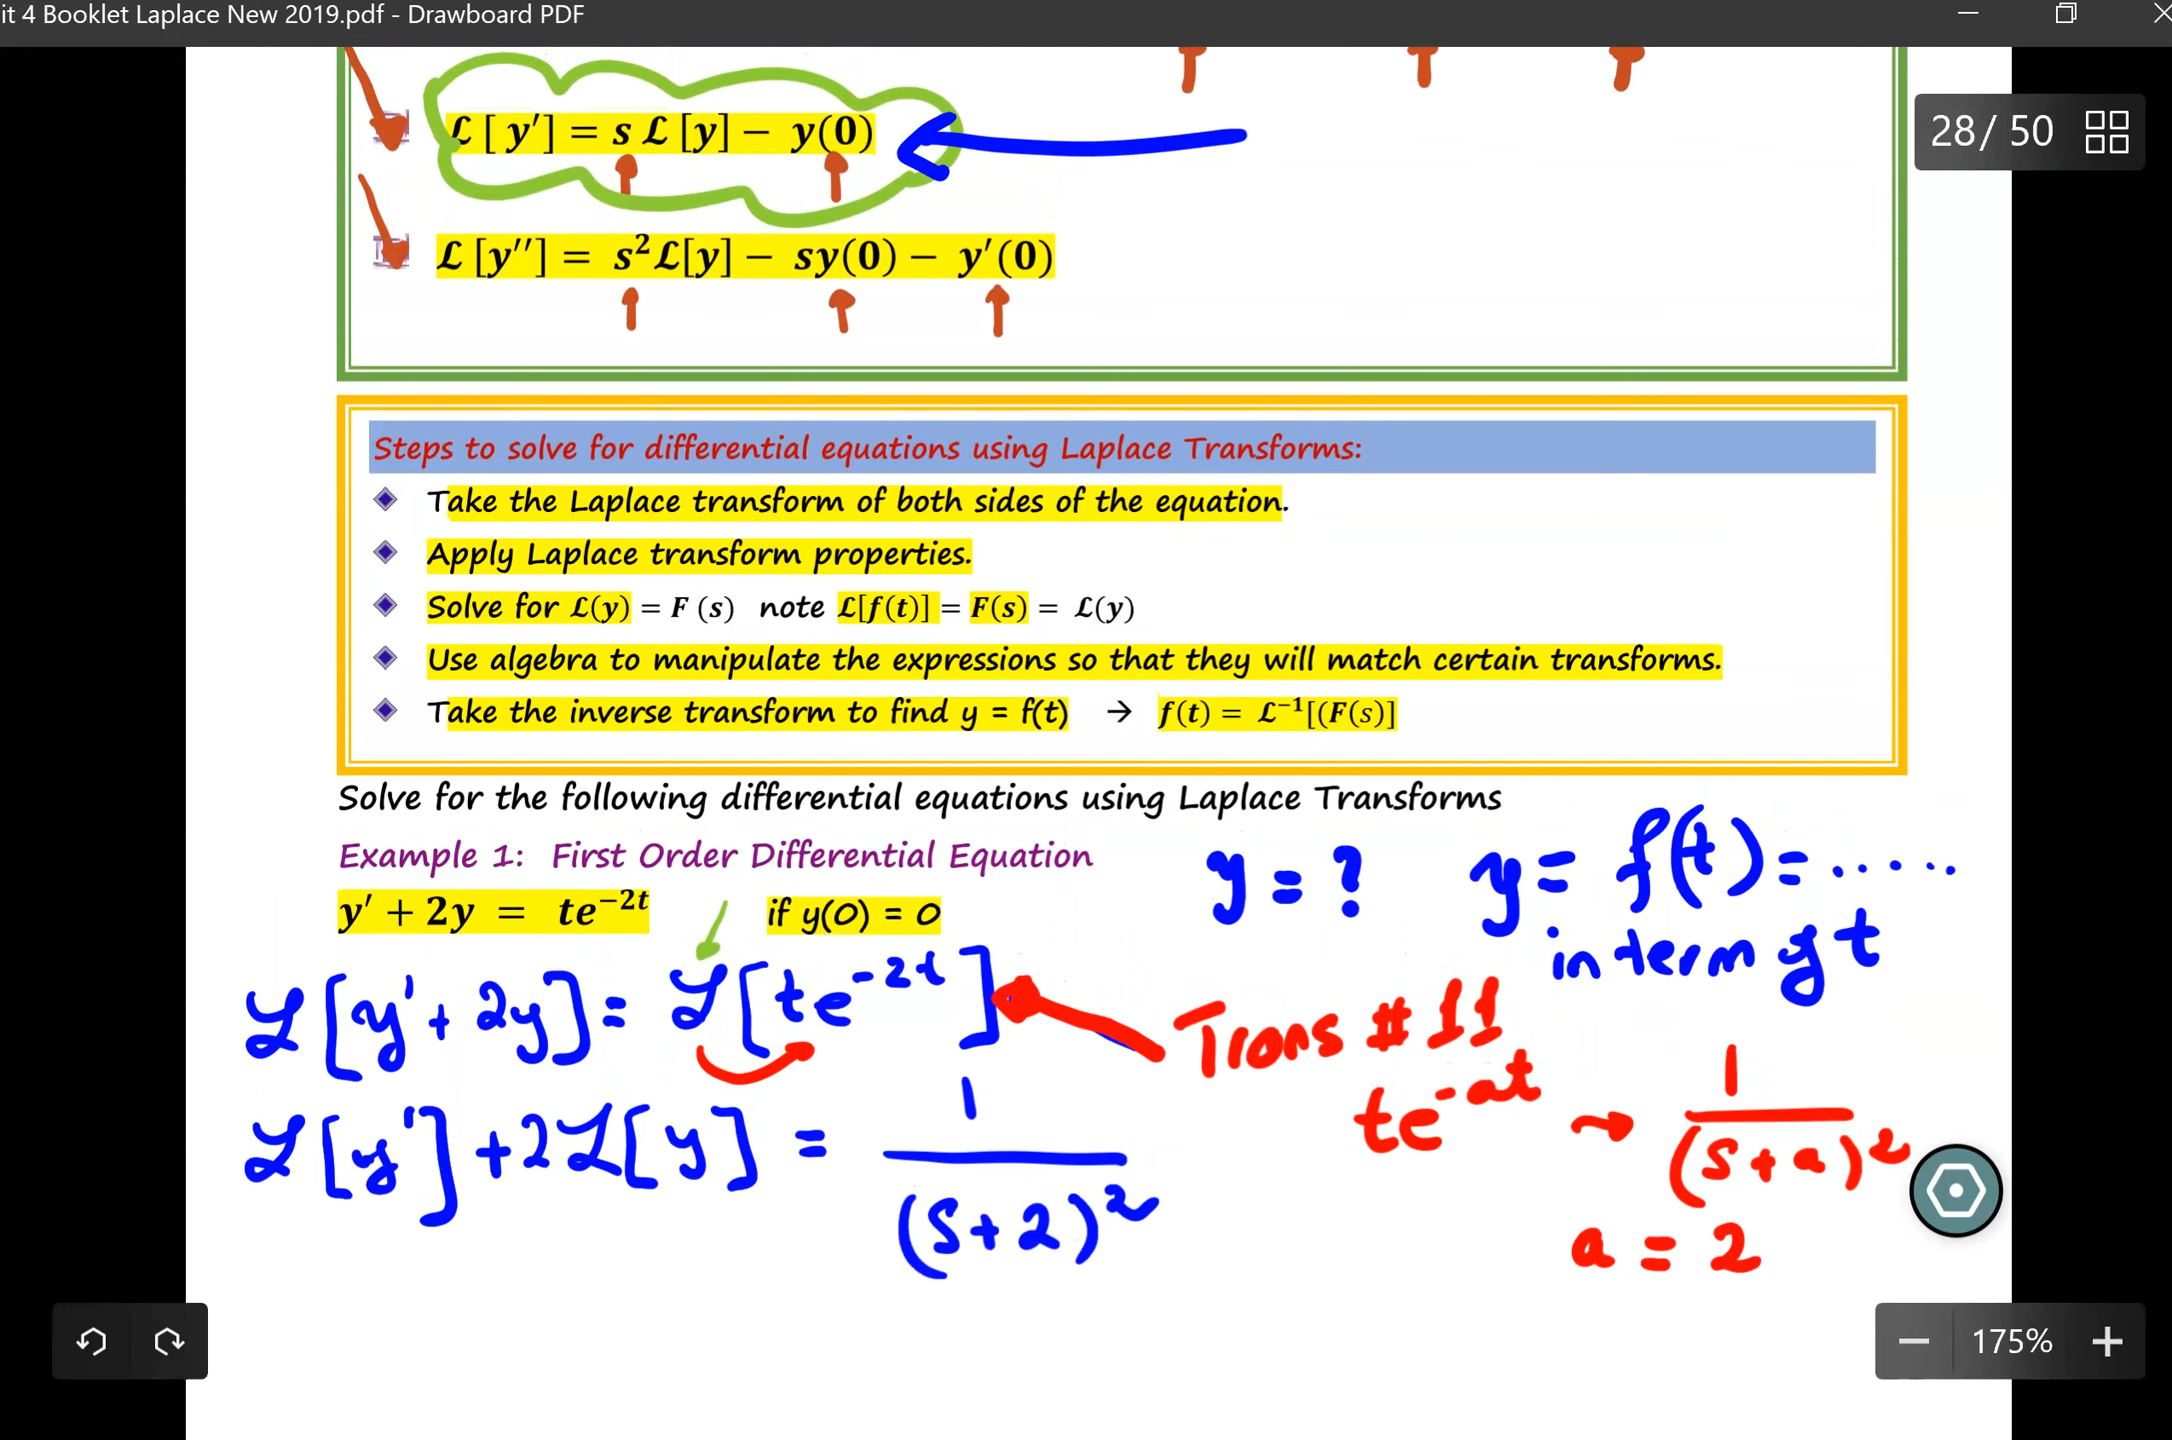 it 4 Booklet Laplace New 2019.pdf - Drawboard PDF
28/ 50
ℒ [ y′] = s ℒ [y] − y(0)
ℒ [y′′] = s²ℒ[y] − sy(0) − y′(0)
Steps to solve for differential equations using Laplace Transforms:
Take the Laplace transform of both sides of the equation.
Apply Laplace transform properties.
Solve for ℒ(y) = F (s) note ℒ[f(t)] = F(s) = ℒ(y)
Use algebra to manipulate the expressions so that they will match certain transforms.
Take the inverse transform to find y = f(t) → f(t) = ℒ⁻¹[(F(s)]
Solve for the following differential equations using Laplace Transforms
Example 1: First Order Differential Equation
y = ? y = f(t) = .....
y′ + 2y = te⁻²ᵗ if y(0) = 0
in term of t
ℒ[y' + 2y] = ℒ[te⁻²ᵗ]
Trans # 11
te⁻ᵃᵗ → 1/(s+a)²
ℒ[y'] + 2ℒ[y] = 1/(s+2)²
a = 2
175%